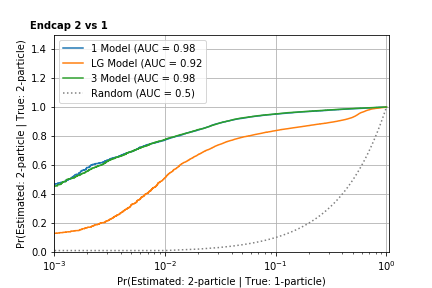 Endcap 2 vs 1
Pr(Estimated: 2-particle | True: 2-particle)
1.4
1.2
1.0
0.8
0.6
0.4
0.2
0.0
1 Model (AUC = 0.98
LG Model (AUC = 0.92
3 Model (AUC = 0.98
Random (AUC = 0.5)
10⁻³ 10⁻² 10⁻¹ 10⁰
Pr(Estimated: 2-particle | True: 1-particle)